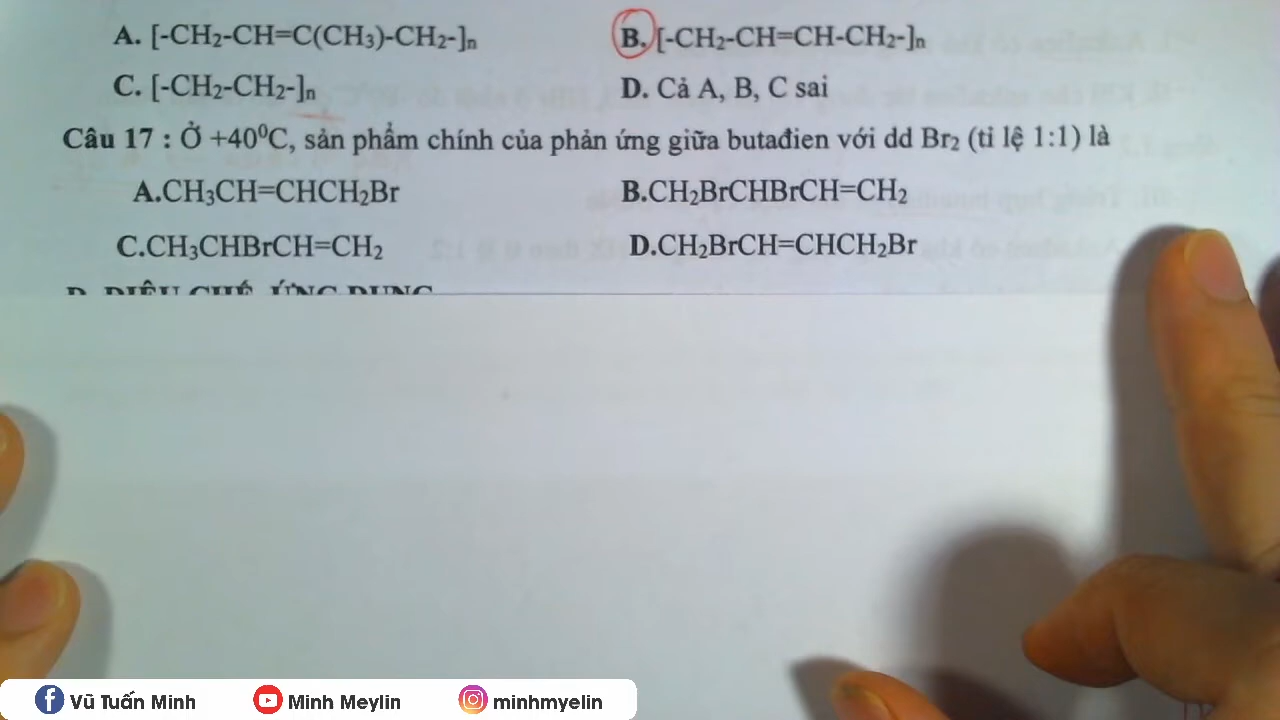 A. [-CH₂-CH=C(CH₃)-CH₂-]ₙ B. [-CH₂-CH=CH-CH₂-]ₙ
C. [-CH₂-CH₂-]ₙ D. Cả A, B, C sai
Câu 17 : Ở +40⁰C, sản phẩm chính của phản ứng giữa butađien với dd Br₂ (tỉ lệ 1:1) là
A.CH₃CH=CHCH₂Br B.CH₂BrCHBrCH=CH₂
C.CH₃CHBrCH=CH₂ D.CH₂BrCH=CHCH₂Br
Vũ Tuấn Minh Minh Meylin minhmyelin